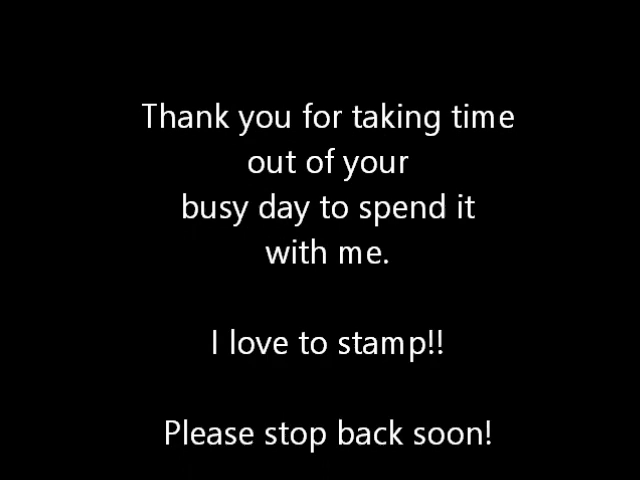 Thank you for taking time
out of your
busy day to spend it
with me.
I love to stamp!!
Please stop back soon!